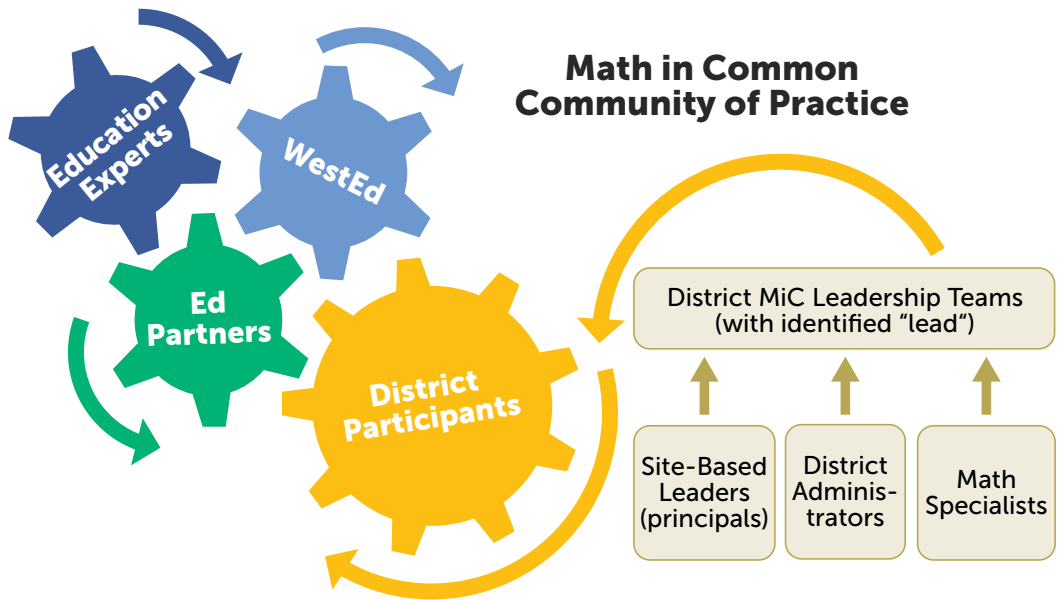 Math in Common
Community of Practice
Education
Experts
WestEd
Ed
Partners
District
Participants
District MiC Leadership Teams
(with identified “lead“)
Site-Based
Leaders
(principals)
District
Adminis-
trators
Math
Specialists